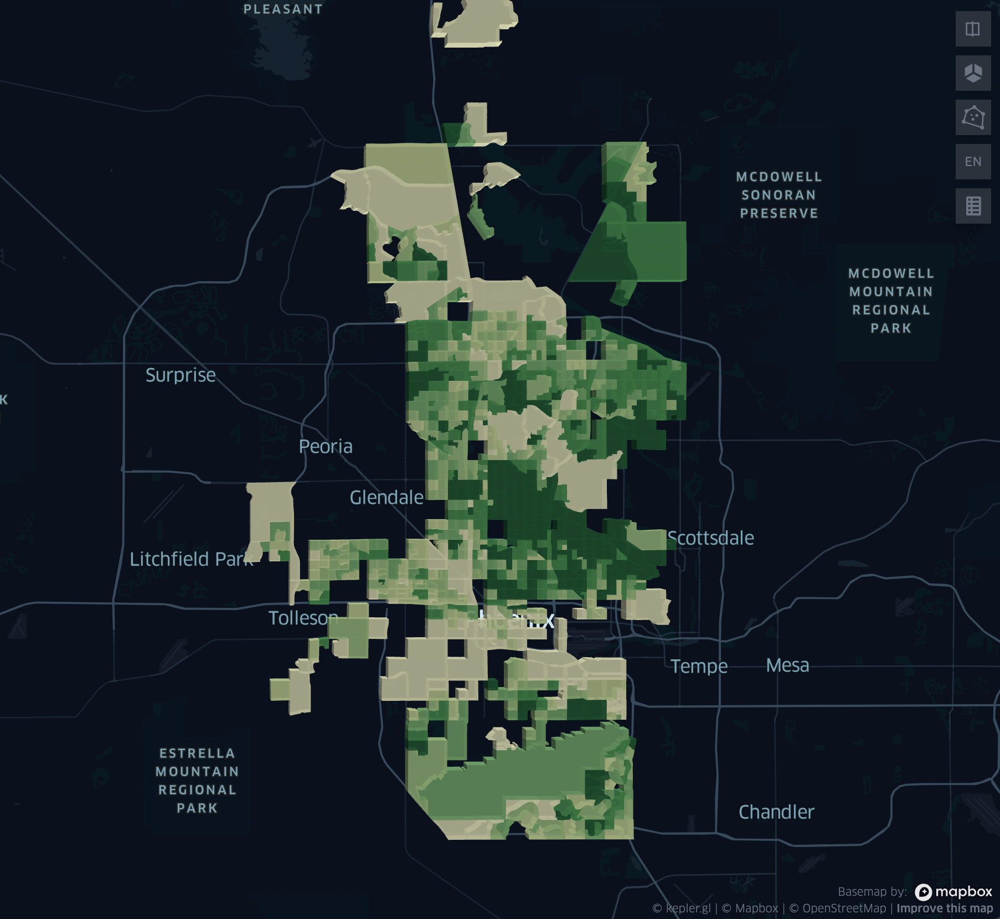 PLEASANT
EN
MCDOWELL
SONORAN
PRESERVE
MCDOWELL
MOUNTAIN
REGIONAL
PARK
Surprise
K
Peoria
Glendale
Scottsdale
Litchfield Park
Tolleson
Tempe
Mesa
ESTRELLA
MOUNTAIN
REGIONAL
PARK
Chandler
Basemap by: mapbox
© kepler.gl | © Mapbox | © OpenStreetMap | Improve this map